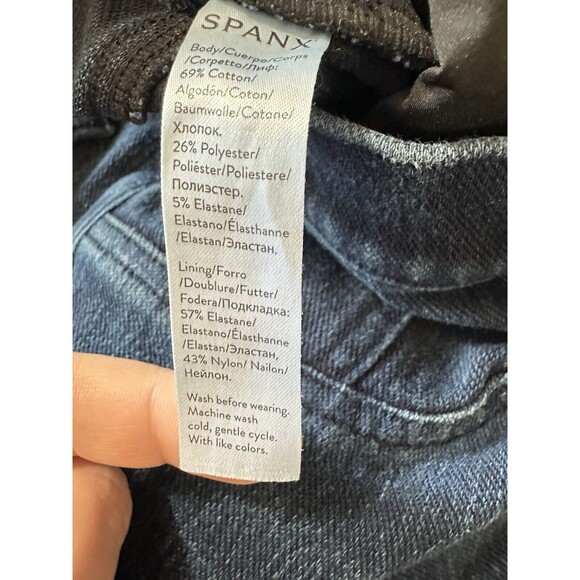 SPANX
Body/Cuerpo/Corps
/Corpetto/Лиф:
69% Cotton/
Algodón/Coton/
Baumwolle/Cotone/
Хлопок.
26% Polyester/
Poliéster/Poliestere/
Полиэстер.
5% Elastane/
Elastano/Élasthanne
/Elastan/Эластан.
Lining/Forro
/Doublure/Futter/
Fodera/Подкладка:
57% Elastane/
Elastano/Élasthanne
/Elastan/Эластан,
43% Nylon/ Nailon/
Нейлон.
Wash before wearing.
Machine wash
cold, gentle cycle.
With like colors.